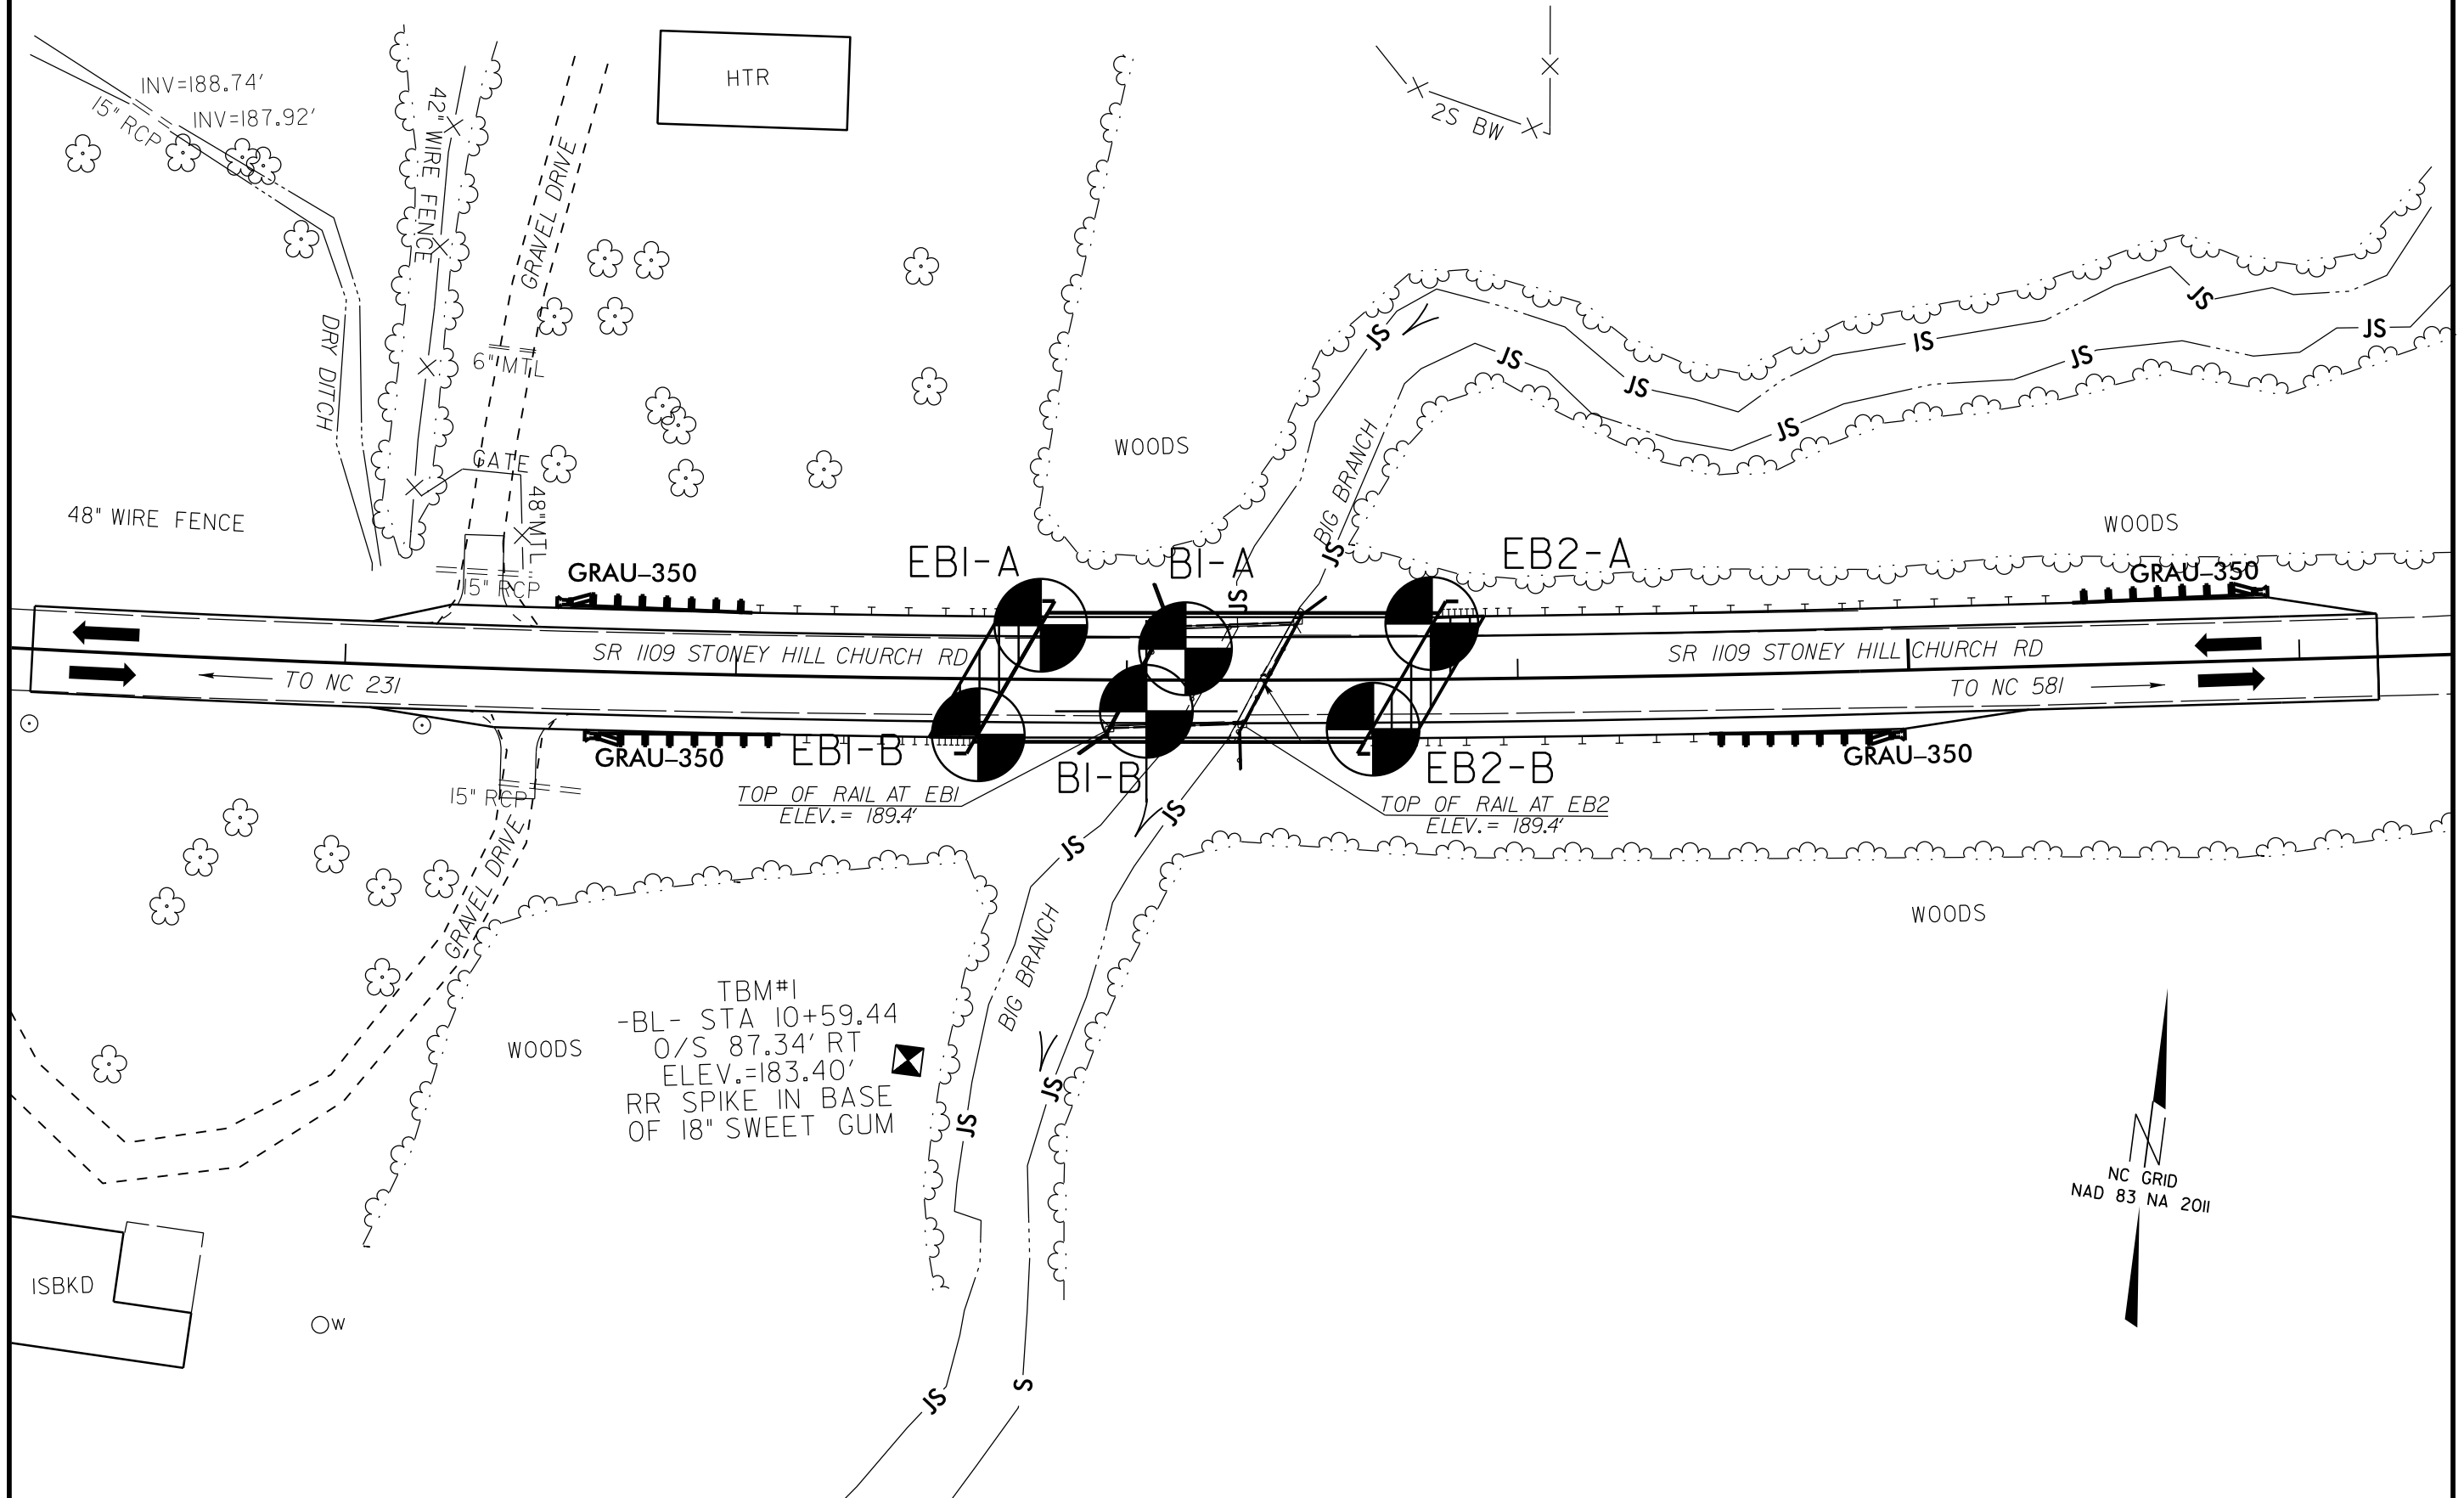 INV=188.74'
INV=187.92'
15" RCP
42" WIRE FENCE
GRAVEL DRIVE
HTR
2S BW
DRY DITCH
6" MTL
GATE
48" MTL
15" RCP
48" WIRE FENCE
WOODS
BIG BRANCH
WOODS
JS
JS
JS
JS
JS
JS
JS
JS
JS
JS
GRAU-350
EB1-A
B1-A
EB2-A
GRAU-350
SR 1109 STONEY HILL CHURCH RD
SR 1109 STONEY HILL CHURCH RD
TO NC 231
TO NC 581
GRAU-350
EB1-B
B1-B
EB2-B
GRAU-350
TOP OF RAIL AT EB1
ELEV.= 189.4'
TOP OF RAIL AT EB2
ELEV.= 189.4'
15" RCP
GRAVEL DRIVE
JS
JS
BIG BRANCH
WOODS
WOODS
TBM#1
-BL- STA 10+59.44
O/S 87.34' RT
ELEV.=183.40'
RR SPIKE IN BASE
OF 18" SWEET GUM
JS
JS
JS
S
1SBKD
W
N
NC GRID
NAD 83 NA 2011